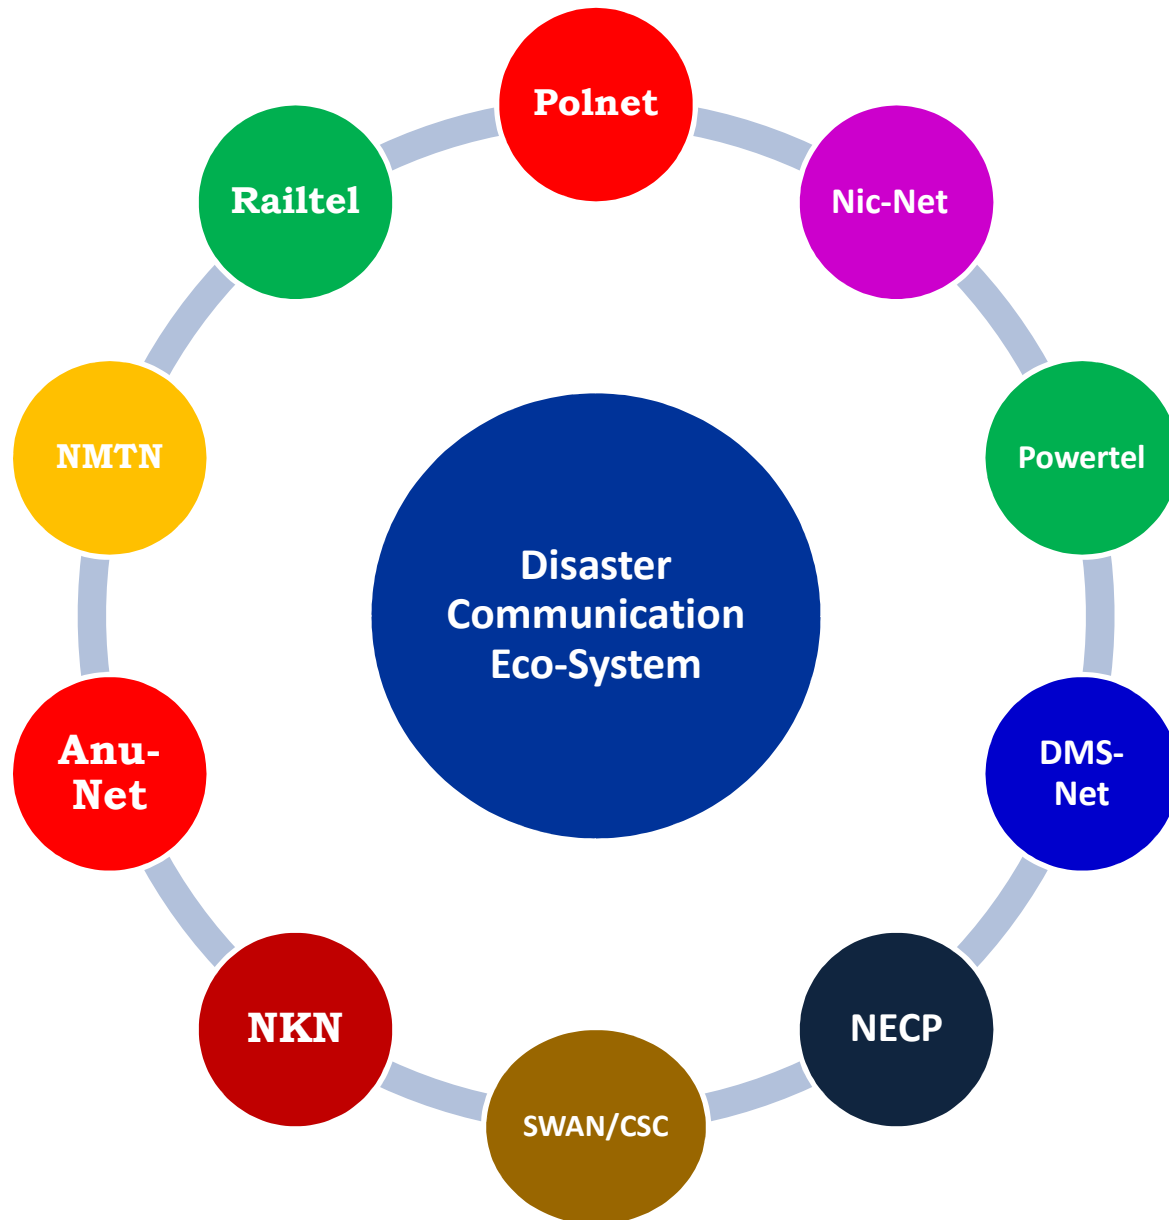 Polnet
Railtel
Nic-Net
NMTN
Powertel
Disaster
Communication
Eco-System
Anu-
Net
DMS-
Net
NKN
NECP
SWAN/CSC